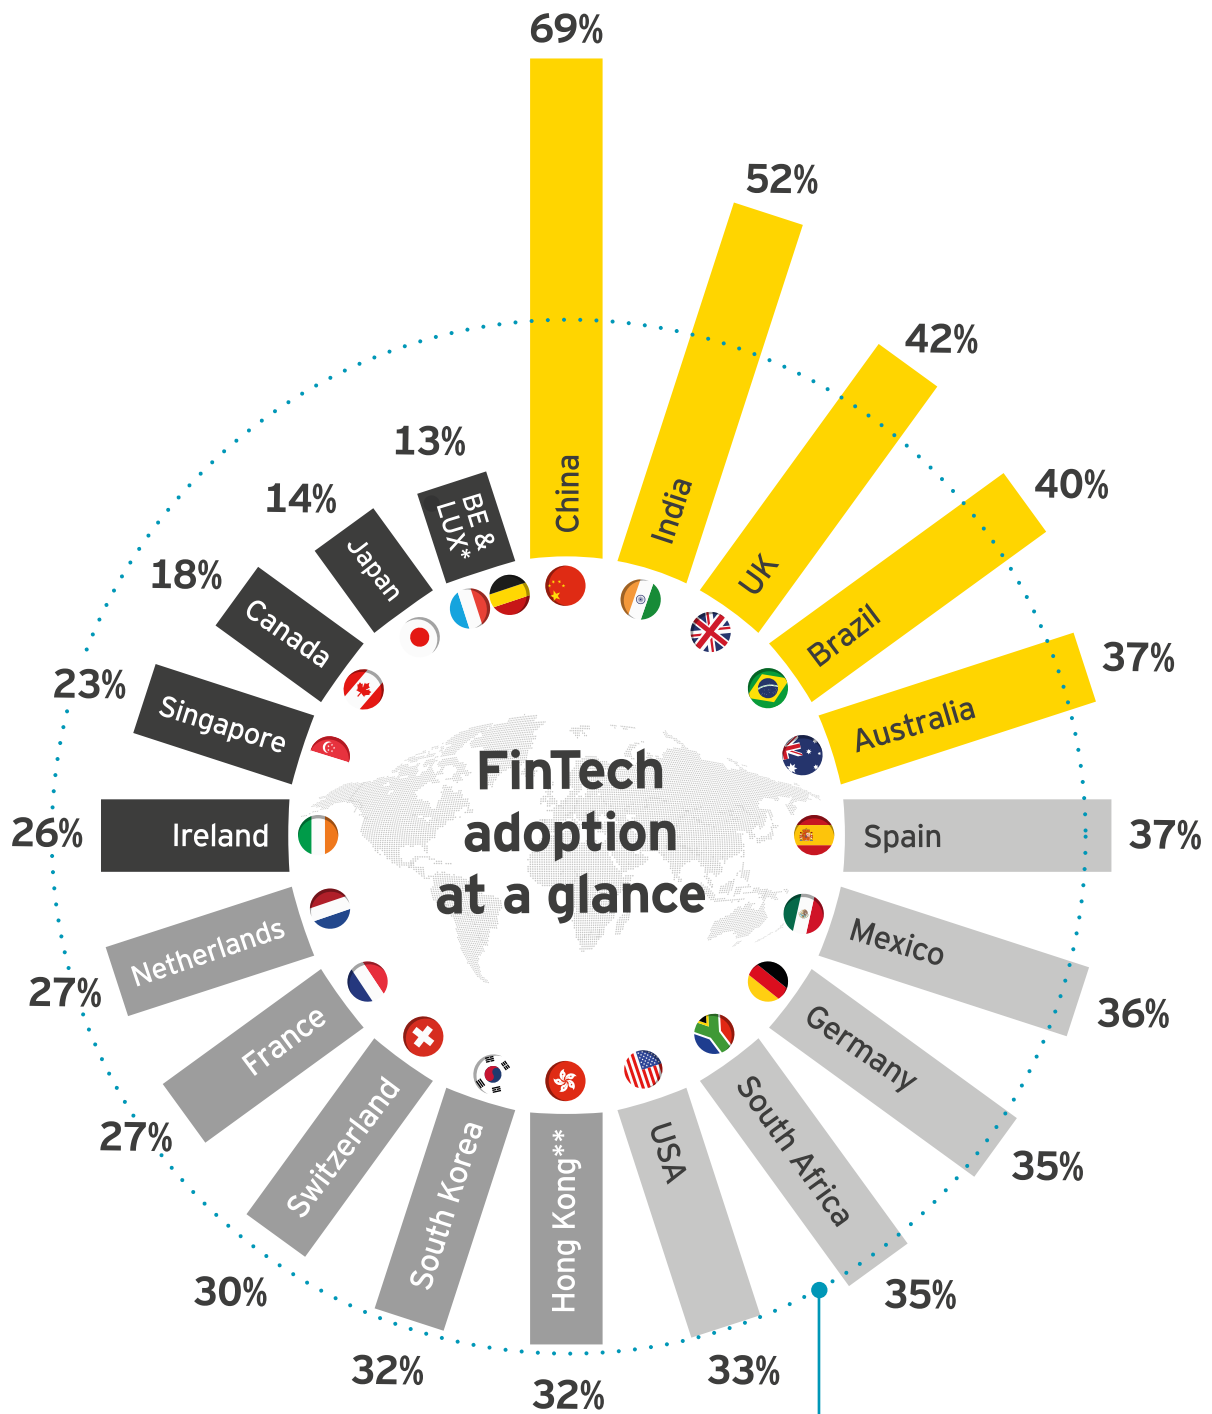 69%
China
52%
India
42%
UK
40%
Brazil
37%
Australia
37%
Spain
36%
Mexico
35%
Germany
35%
South Africa
33%
USA
32%
Hong Kong**
32%
South Korea
30%
Switzerland
27%
France
27%
Netherlands
26%
Ireland
23%
Singapore
18%
Canada
14%
Japan
13%
BE &
LUX*
FinTech
adoption
at a glance